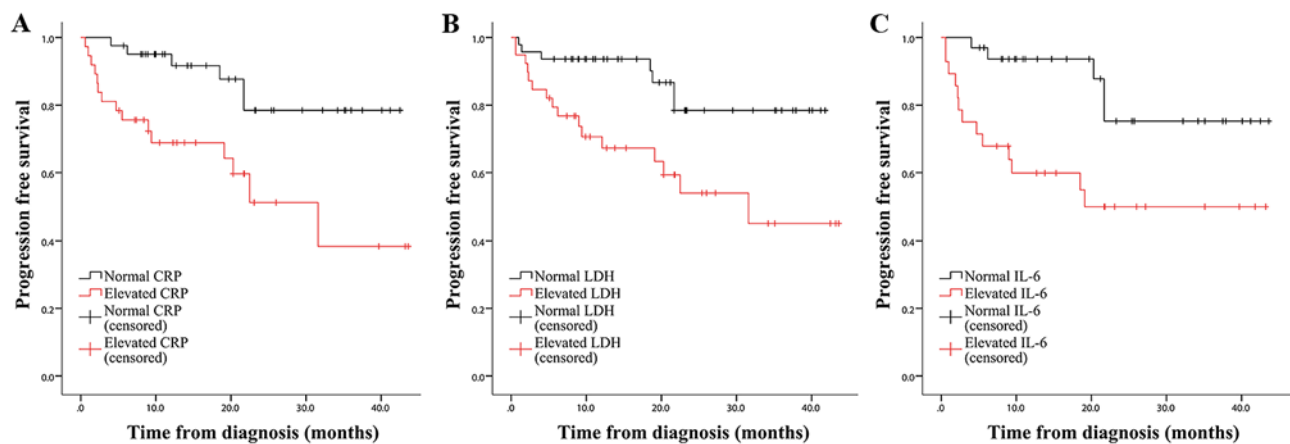 A
Progression free survival
1.0
0.8
0.6
0.4
0.2
0.0
Normal CRP
Elevated CRP
Normal CRP
(censored)
Elevated CRP
(censored)
.0 10.0 20.0 30.0 40.0
Time from diagnosis (months)
B
Progression free survival
1.0
0.8
0.6
0.4
0.2
0.0
Normal LDH
Elevated LDH
Normal LDH
(censored)
Elevated LDH
(censored)
.0 10.0 20.0 30.0 40.0
Time from diagnosis (months)
C
Progression free survival
1.0
0.8
0.6
0.4
0.2
0.0
Normal IL-6
Elevated IL-6
Normal IL-6
(censored)
Elevated IL-6
(censored)
.0 10.0 20.0 30.0 40.0
Time from diagnosis (months)